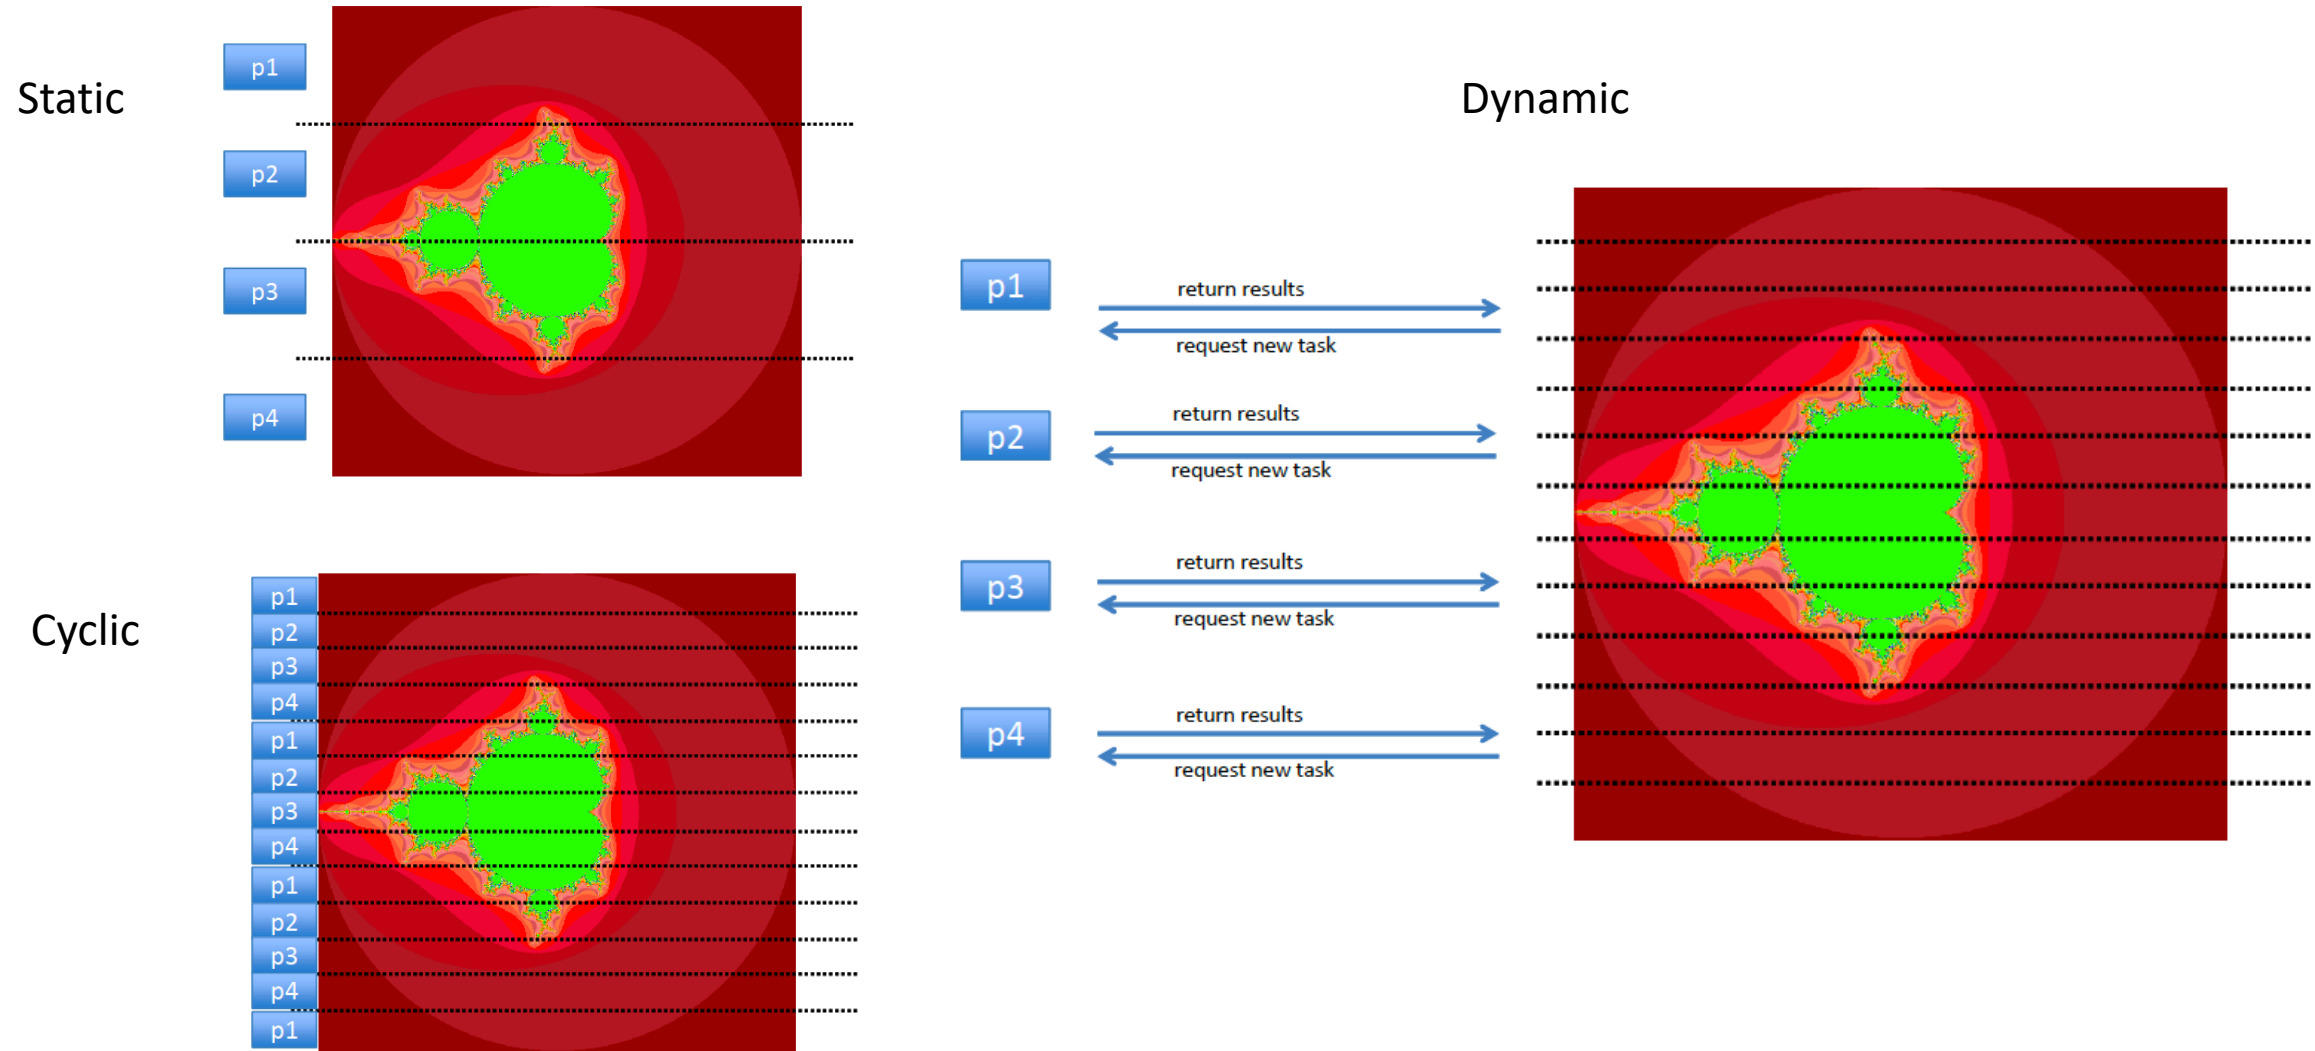 Static
p1
p2
p3
p4
Cyclic
p1
p2
p3
p4
p1
p2
p3
p4
p1
p2
p3
p4
p1
Dynamic
p1
return results
request new task
p2
return results
request new task
p3
return results
request new task
p4
return results
request new task